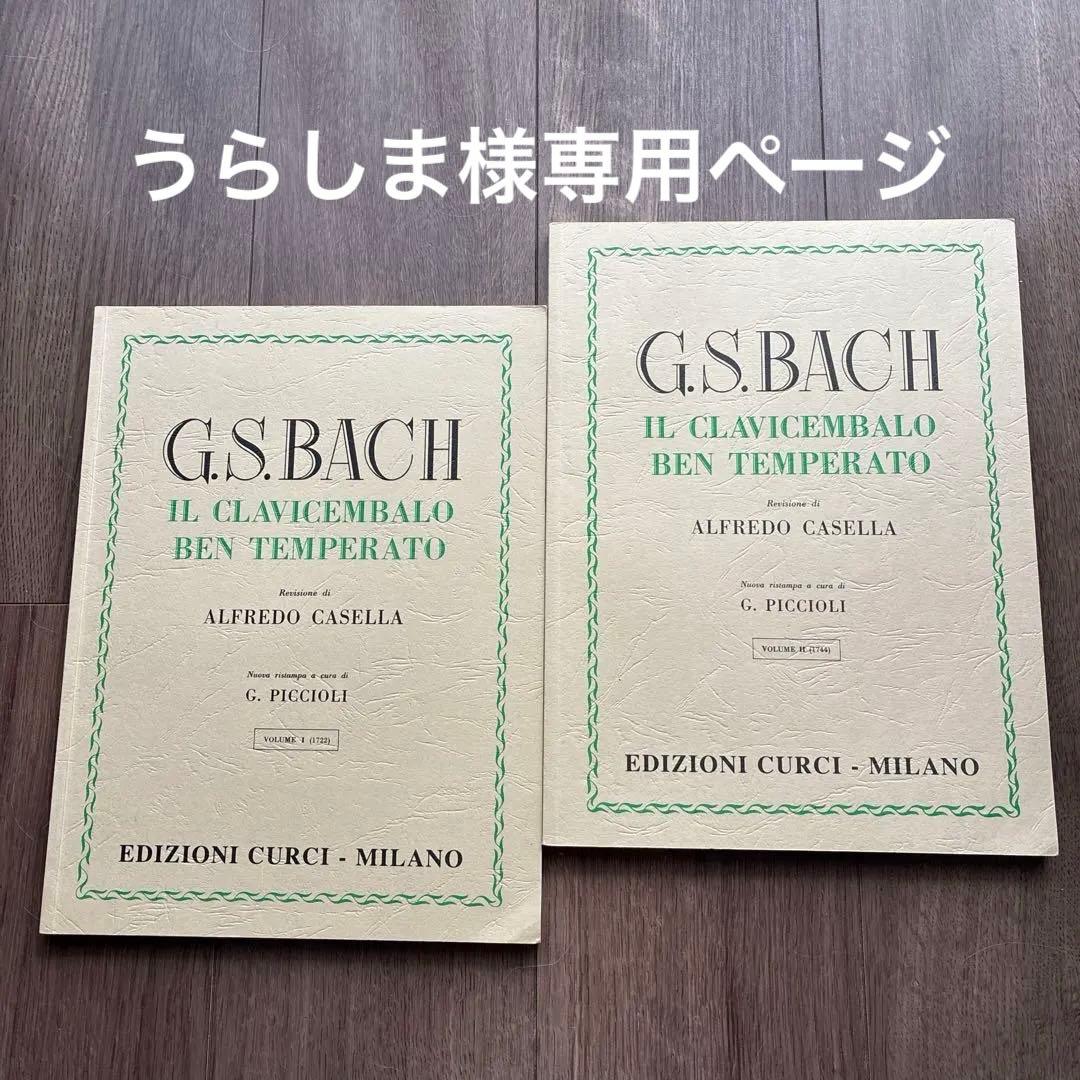 うらしま様専用ページ
G.S.BACH
IL CLAVICEMBALO
BEN TEMPERATO
Revisione di
ALFREDO CASELLA
Nuova ristampa a cura di
G. PICCIOLI
VOLUME I (1722)
EDIZIONI CURCI - MILANO
G.S.BACH
IL CLAVICEMBALO
BEN TEMPERATO
Revisione di
ALFREDO CASELLA
Nuova ristampa a cura di
G. PICCIOLI
VOLUME II (1744)
EDIZIONI CURCI - MILANO